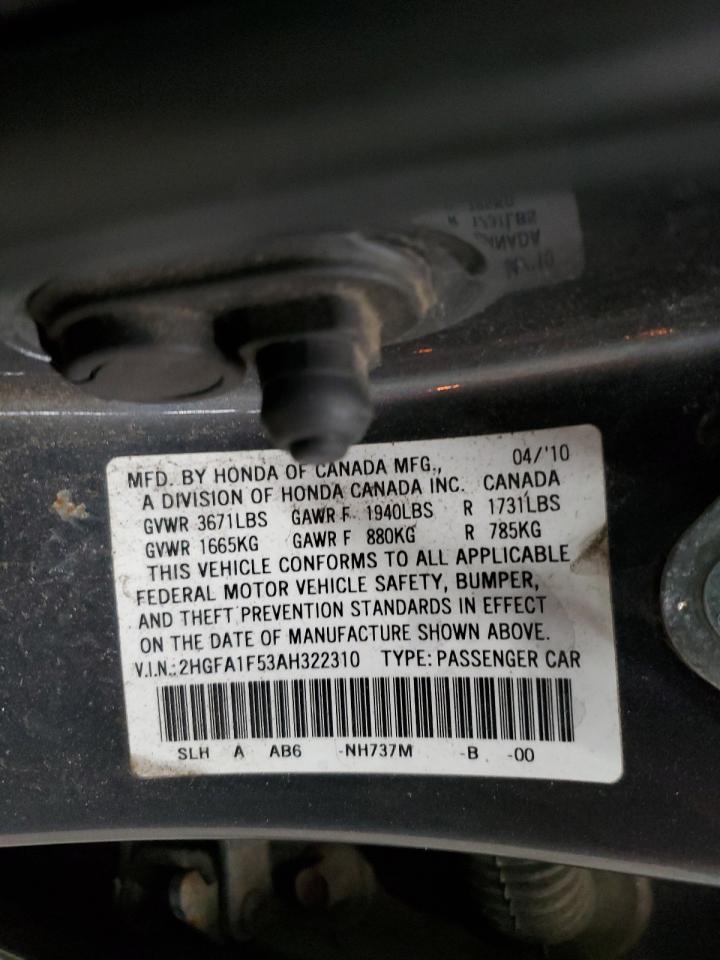 MFD. BY HONDA OF CANADA MFG., 04/'10
A DIVISION OF HONDA CANADA INC. CANADA
GVWR 3671LBS GAWR F 1940LBS R 1731LBS
GVWR 1665KG GAWR F 880KG R 785KG
THIS VEHICLE CONFORMS TO ALL APPLICABLE
FEDERAL MOTOR VEHICLE SAFETY, BUMPER,
AND THEFT PREVENTION STANDARDS IN EFFECT
ON THE DATE OF MANUFACTURE SHOWN ABOVE.
V.I.N.:2HGFA1F53AH322310 TYPE: PASSENGER CAR
SLH A AB6 -NH737M -B -00